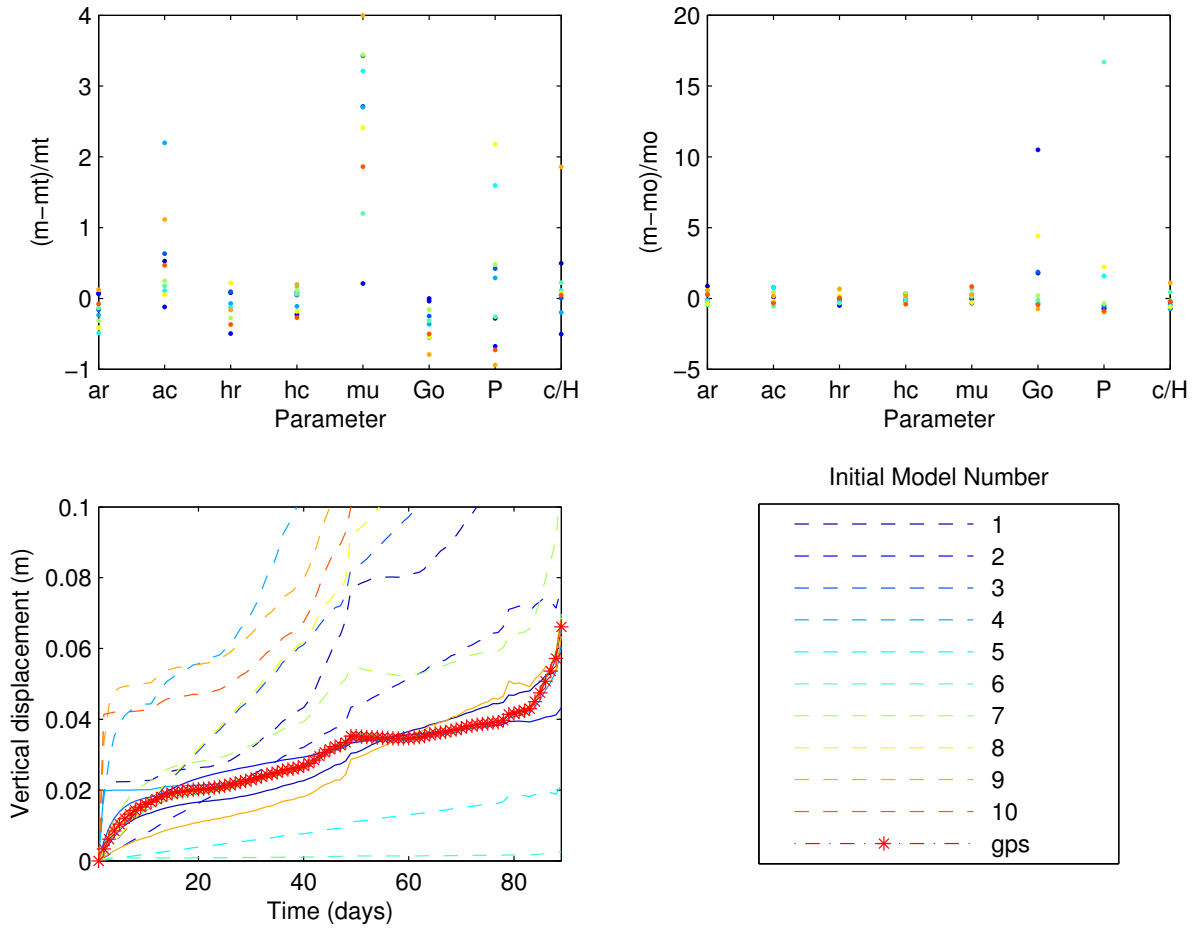 4
3
2
1
0
−1
(m−mt)/mt
ar ac hr hc mu Go P c/H
Parameter
20
15
10
5
0
−5
(m−mo)/mo
ar ac hr hc mu Go P c/H
Parameter
0.1
0.08
0.06
0.04
0.02
0
Vertical displacement (m)
20 40 60 80
Time (days)
Initial Model Number
1
2
3
4
5
6
7
8
9
10
gps